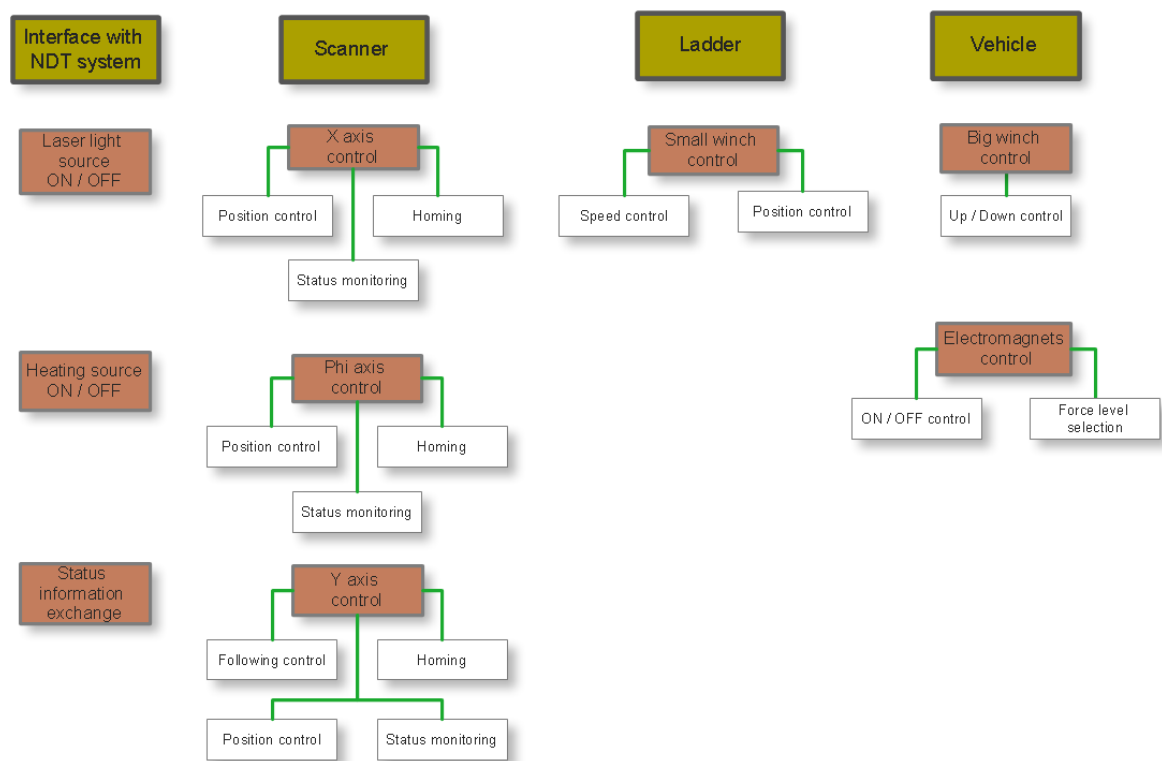 Interface with
NDT system
Scanner
Ladder
Vehicle
Laser light
source
ON / OFF
X axis
control
Small winch
control
Big winch
control
Position control
Homing
Speed control
Position control
Up / Down control
Status monitoring
Heating source
ON / OFF
Phi axis
control
Electromagnets
control
Position control
Homing
ON / OFF control
Force level
selection
Status monitoring
Status
information
exchange
Y axis
control
Following control
Homing
Position control
Status monitoring